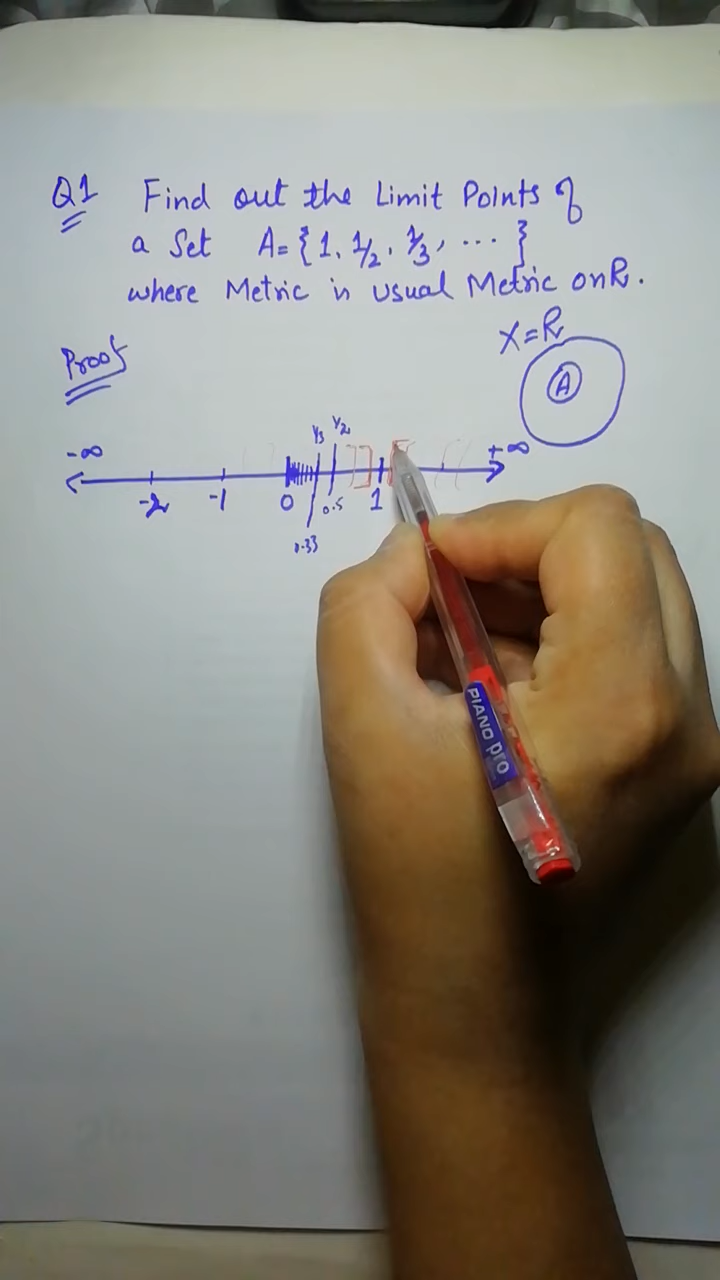 Q1 Find out the Limit Points of
a Set A = {1, 1/2, 1/3, ... }
where Metric is usual Metric on R.
X = R
Proof
A
1/3 1/2
-∞ +∞
-2 -1 0 0.5 1
0.33
PIANO pro